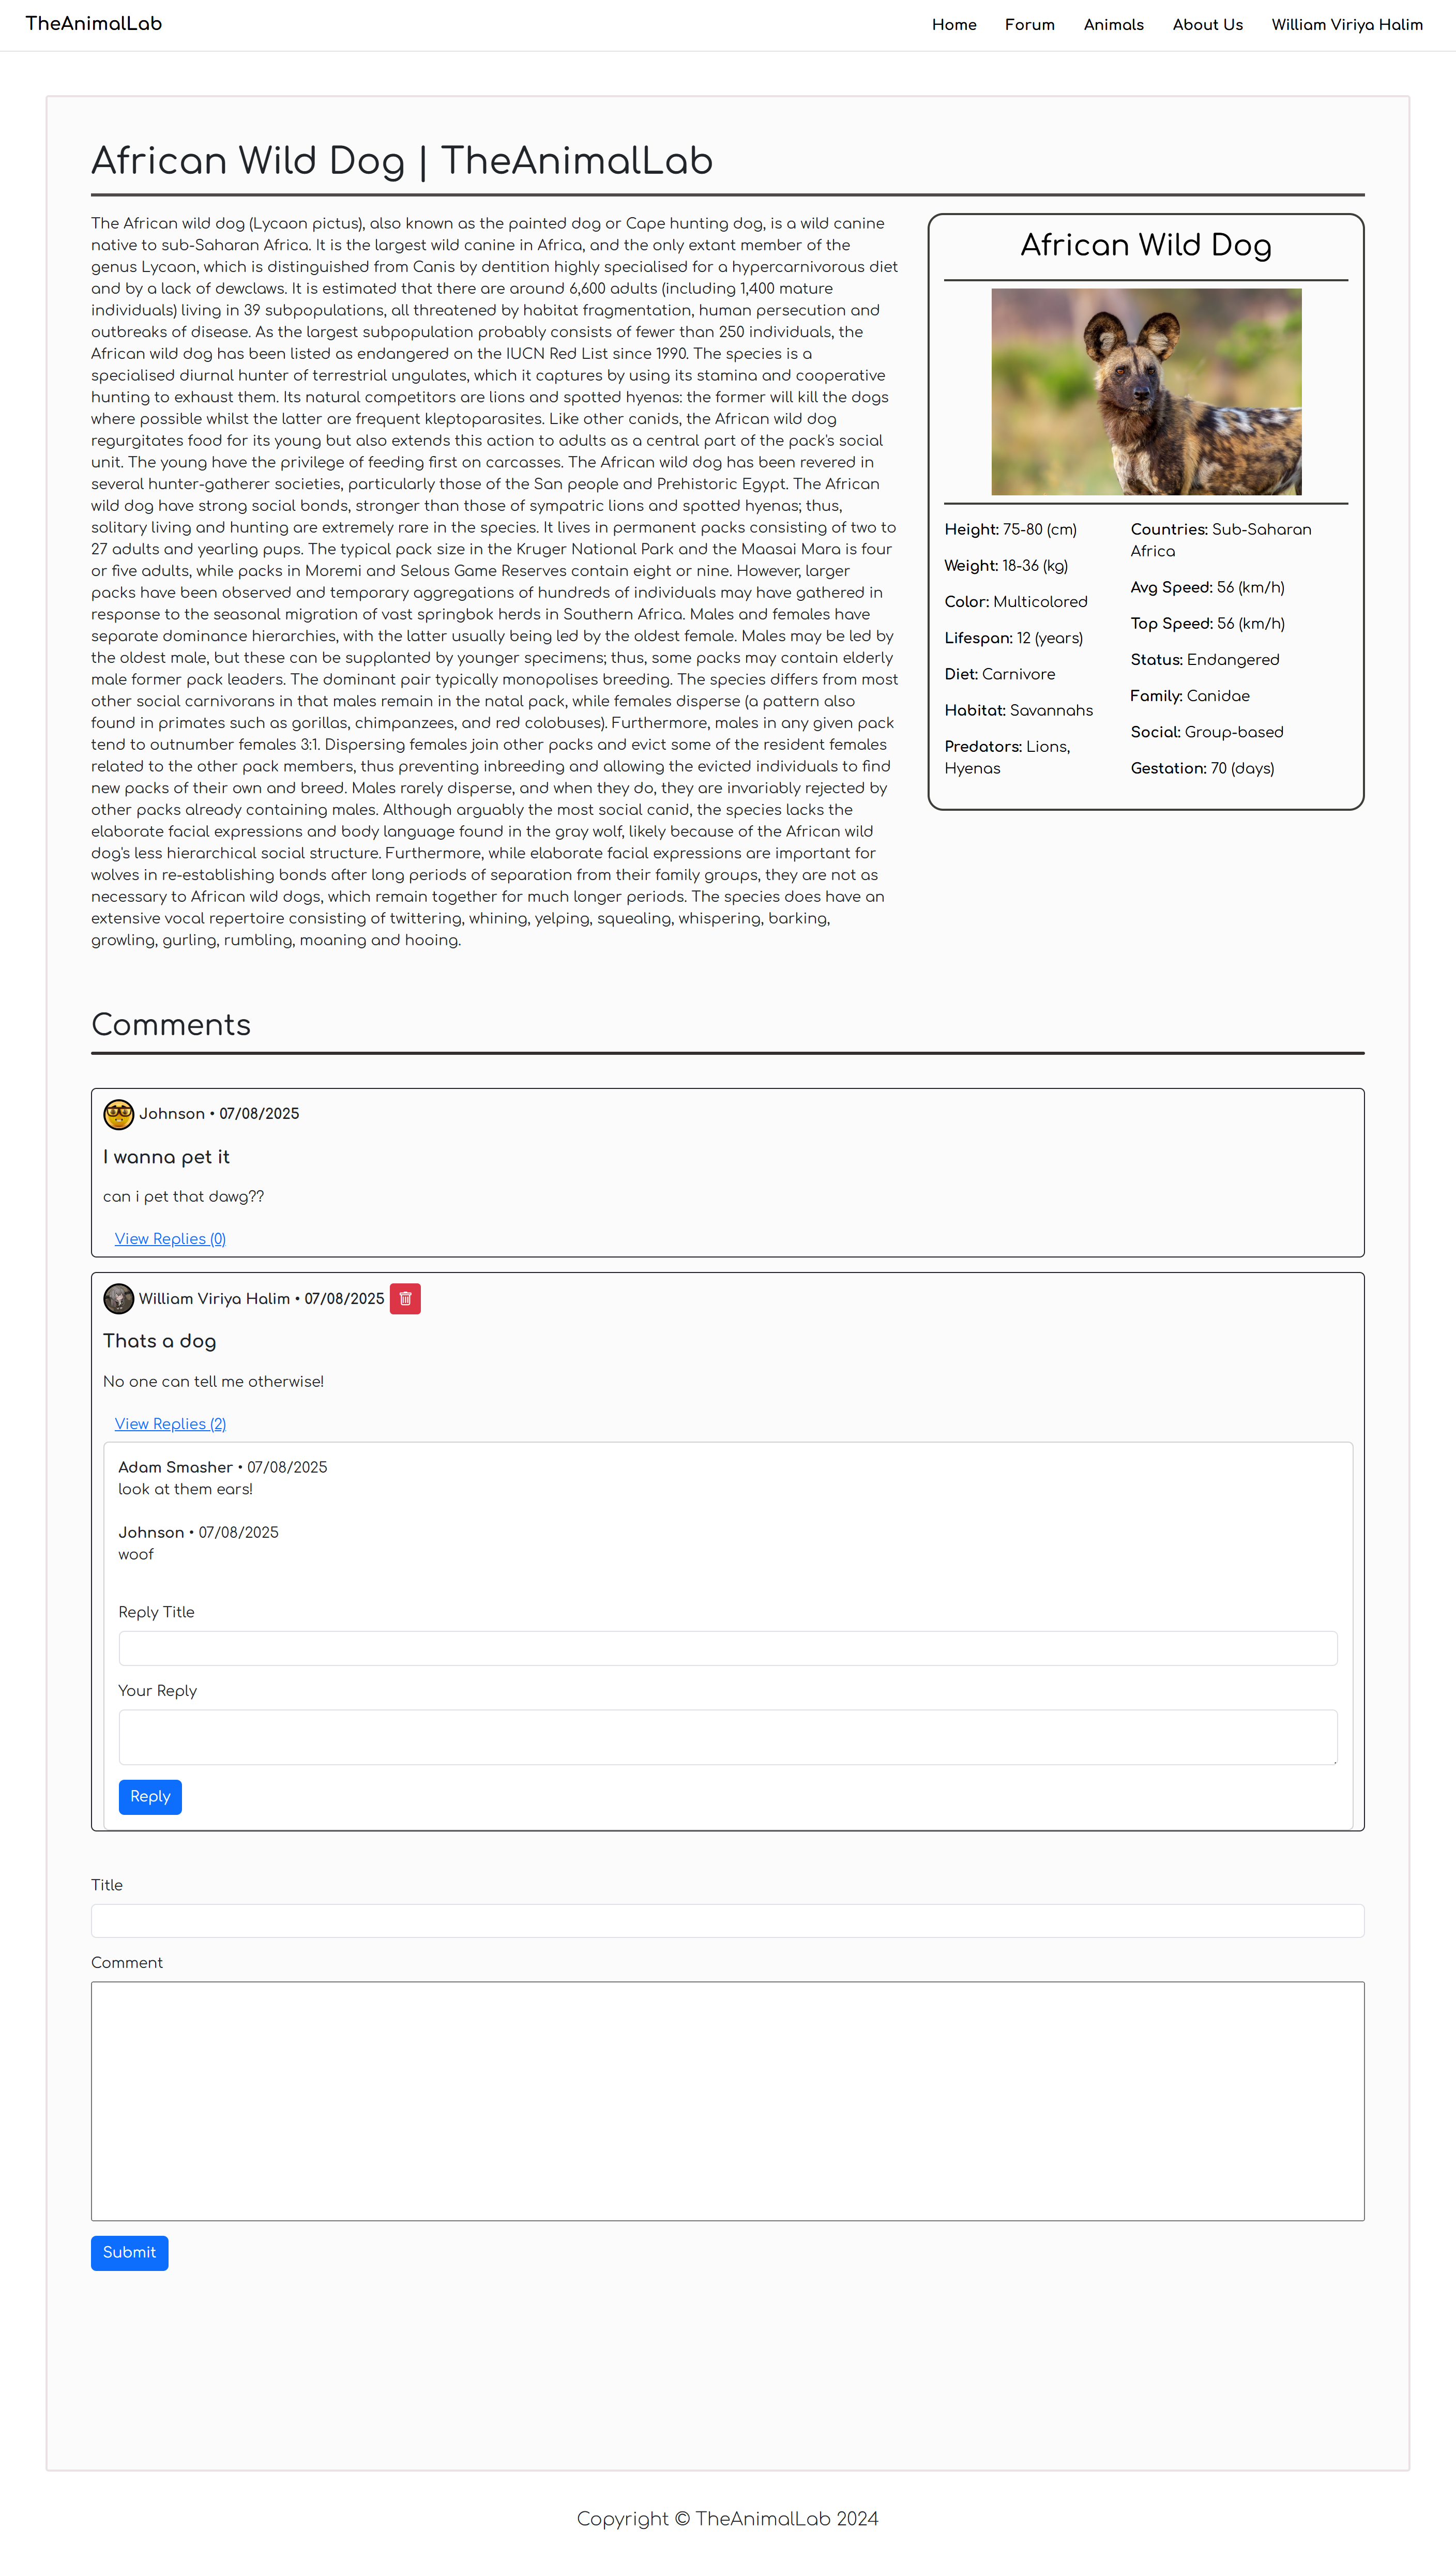 TheAnimalLab
Home Forum Animals About Us William Viriya Halim
African Wild Dog | TheAnimalLab
The African wild dog (Lycaon pictus), also known as the painted dog or Cape hunting dog, is a wild canine
native to sub-Saharan Africa. It is the largest wild canine in Africa, and the only extant member of the
genus Lycaon, which is distinguished from Canis by dentition highly specialised for a hypercarnivorous diet
and by a lack of dewclaws. It is estimated that there are around 6,600 adults (including 1,400 mature
individuals) living in 39 subpopulations, all threatened by habitat fragmentation, human persecution and
outbreaks of disease. As the largest subpopulation probably consists of fewer than 250 individuals, the
African wild dog has been listed as endangered on the IUCN Red List since 1990. The species is a
specialised diurnal hunter of terrestrial ungulates, which it captures by using its stamina and cooperative
hunting to exhaust them. Its natural competitors are lions and spotted hyenas: the former will kill the dogs
where possible whilst the latter are frequent kleptoparasites. Like other canids, the African wild dog
regurgitates food for its young but also extends this action to adults as a central part of the pack's social
unit. The young have the privilege of feeding first on carcasses. The African wild dog has been revered in
several hunter-gatherer societies, particularly those of the San people and Prehistoric Egypt. The African
wild dog have strong social bonds, stronger than those of sympatric lions and spotted hyenas; thus,
solitary living and hunting are extremely rare in the species. It lives in permanent packs consisting of two to
27 adults and yearling pups. The typical pack size in the Kruger National Park and the Maasai Mara is four
or five adults, while packs in Moremi and Selous Game Reserves contain eight or nine. However, larger
packs have been observed and temporary aggregations of hundreds of individuals may have gathered in
response to the seasonal migration of vast springbok herds in Southern Africa. Males and females have
separate dominance hierarchies, with the latter usually being led by the oldest female. Males may be led by
the oldest male, but these can be supplanted by younger specimens; thus, some packs may contain elderly
male former pack leaders. The dominant pair typically monopolises breeding. The species differs from most
other social carnivorans in that males remain in the natal pack, while females disperse (a pattern also
found in primates such as gorillas, chimpanzees, and red colobuses). Furthermore, males in any given pack
tend to outnumber females 3:1. Dispersing females join other packs and evict some of the resident females
related to the other pack members, thus preventing inbreeding and allowing the evicted individuals to find
new packs of their own and breed. Males rarely disperse, and when they do, they are invariably rejected by
other packs already containing males. Although arguably the most social canid, the species lacks the
elaborate facial expressions and body language found in the gray wolf, likely because of the African wild
dog's less hierarchical social structure. Furthermore, while elaborate facial expressions are important for
wolves in re-establishing bonds after long periods of separation from their family groups, they are not as
necessary to African wild dogs, which remain together for much longer periods. The species does have an
extensive vocal repertoire consisting of twittering, whining, yelping, squealing, whispering, barking,
growling, gurling, rumbling, moaning and hooing.
African Wild Dog
Height: 75-80 (cm)
Weight: 18-36 (kg)
Color: Multicolored
Lifespan: 12 (years)
Diet: Carnivore
Habitat: Savannahs
Predators: Lions,
Hyenas
Countries: Sub-Saharan
Africa
Avg Speed: 56 (km/h)
Top Speed: 56 (km/h)
Status: Endangered
Family: Canidae
Social: Group-based
Gestation: 70 (days)
Comments
Johnson • 07/08/2025
I wanna pet it
can i pet that dawg??
View Replies (0)
William Viriya Halim • 07/08/2025
Thats a dog
No one can tell me otherwise!
View Replies (2)
Adam Smasher • 07/08/2025
look at them ears!
Johnson • 07/08/2025
woof
Reply Title
Your Reply
Reply
Title
Comment
Submit
Copyright © TheAnimalLab 2024